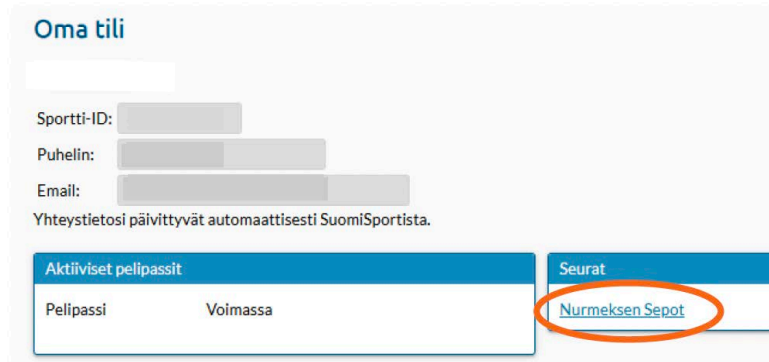 Oma tili
Sportti-ID:
Puhelin:
Email:
Yhteystietosi päivittyvät automaattisesti SuomiSportista.
Aktiiviset pelipassit
Seurat
Pelipassi Voimassa
Nurmeksen Sepot